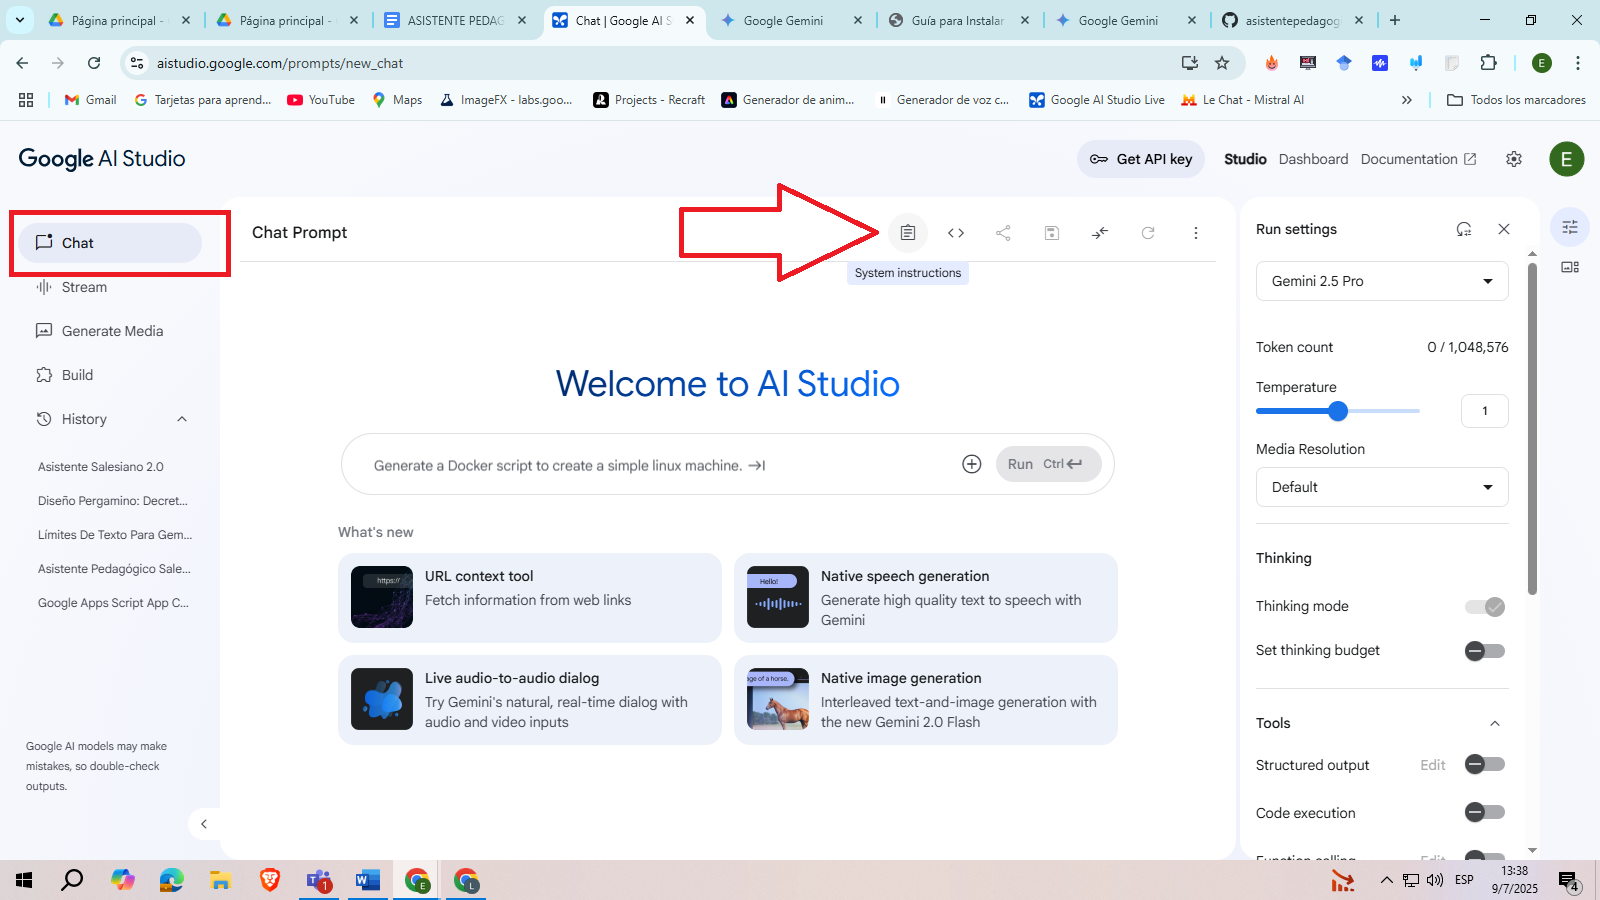 Página principal -
Página principal -
ASISTENTE PEDAG
Chat | Google AI S
Google Gemini
Guía para Instalar
Google Gemini
asistentepedagog
aistudio.google.com/prompts/new_chat
E
Gmail
Tarjetas para aprend...
YouTube
Maps
ImageFX - labs.goo...
Projects - Recraft
Generador de anim...
Generador de voz c...
Google AI Studio Live
Le Chat - Mistral AI
Todos los marcadores
Google AI Studio
Get API key
Studio
Dashboard
Documentation
E
Chat
Stream
Generate Media
Build
History
Asistente Salesiano 2.0
Diseño Pergamino: Decret...
Límites De Texto Para Gem...
Asistente Pedagógico Sale...
Google Apps Script App C...
Google AI models may make
mistakes, so double-check
outputs.
Chat Prompt
System instructions
Welcome to AI Studio
Generate a Docker script to create a simple linux machine.
Run Ctrl
What's new
https://
URL context tool
Fetch information from web links
Hello!
Native speech generation
Generate high quality text to speech with
Gemini
Live audio-to-audio dialog
Try Gemini's natural, real-time dialog with
audio and video inputs
age of a horse.
Native image generation
Interleaved text-and-image generation with
the new Gemini 2.0 Flash
Run settings
Gemini 2.5 Pro
Token count 0 / 1,048,576
Temperature
1
Media Resolution
Default
Thinking
Thinking mode
Set thinking budget
Tools
Structured output Edit
Code execution
Function calling Edit
1
E
L
ESP
13:38
9/7/2025
4